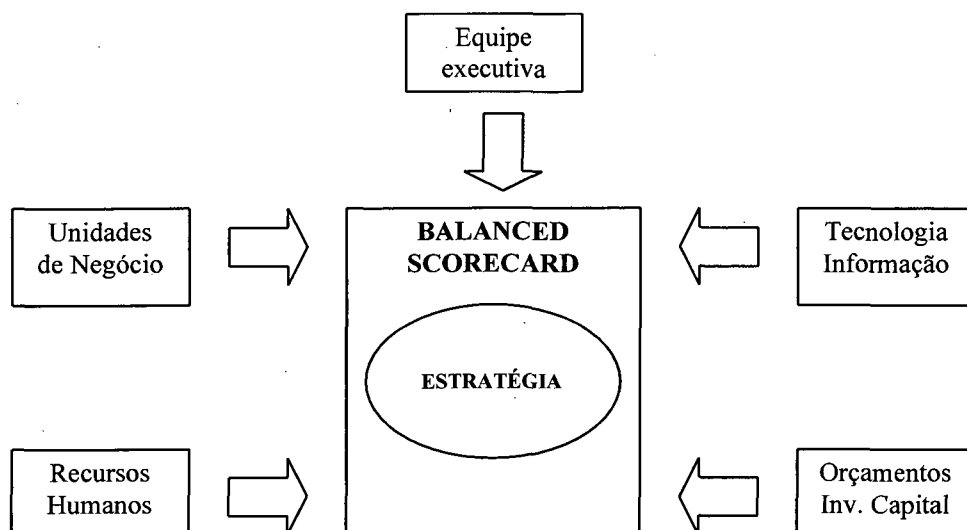 Equipe
executiva
Unidades
de Negócio
BALANCED
SCORECARD
Tecnologia
Informação
ESTRATÉGIA
Recursos
Humanos
Orçamentos
Inv. Capital